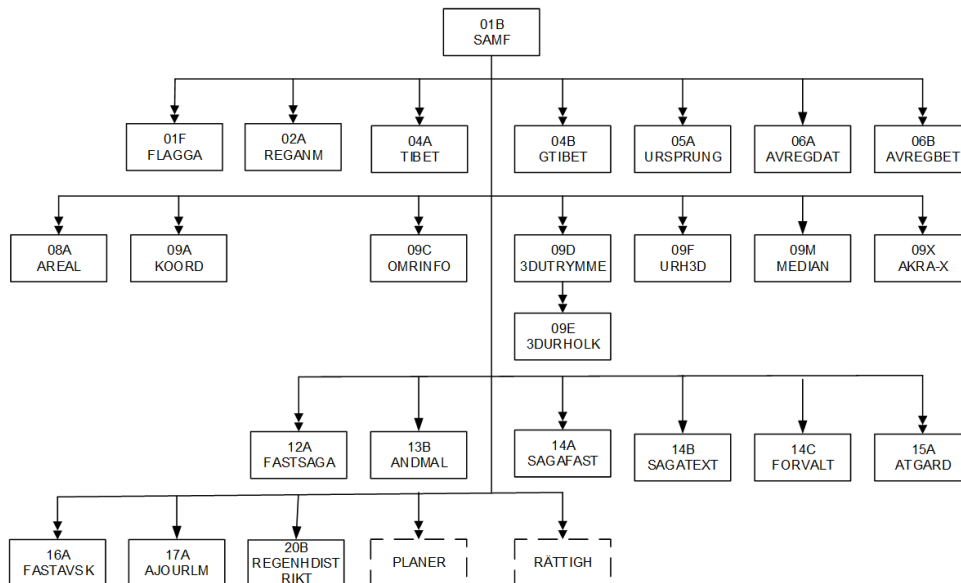 01B
SAMF
01F
FLAGGA
02A
REGANM
04A
TIBET
04B
GTIBET
05A
URSPRUNG
06A
AVREGDAT
06B
AVREGBET
08A
AREAL
09A
KOORD
09C
OMRINFO
09D
3DUTRYMME
09F
URH3D
09M
MEDIAN
09X
AKRA-X
09E
3DURHOLK
12A
FASTSAGA
13B
ANDMAL
14A
SAGAFAST
14B
SAGATEXT
14C
FORVALT
15A
ATGARD
16A
FASTAVSK
17A
AJOURLM
20B
REGENHDIST
RIKT
PLANER
RÄTTIGH